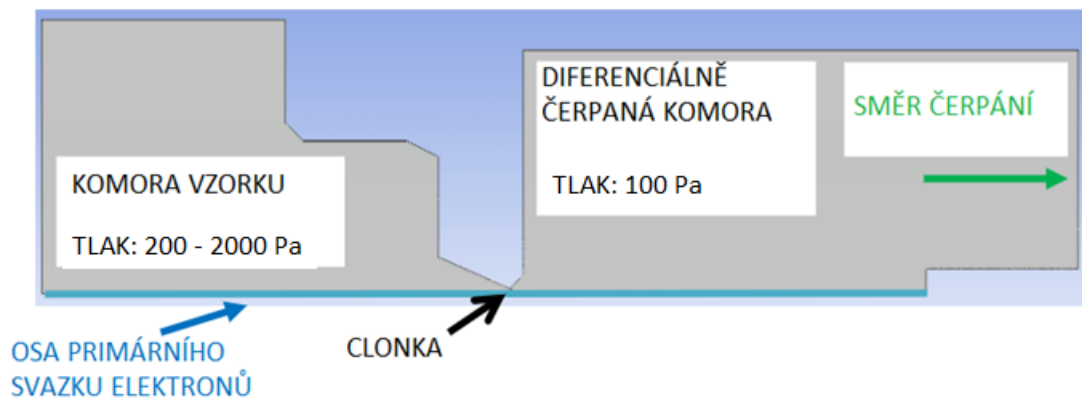 DIFERENCIÁLNĚ
ČERPANÁ KOMORA
TLAK: 100 Pa
SMĚR ČERPÁNÍ
KOMORA VZORKU
TLAK: 200 - 2000 Pa
OSA PRIMÁRNÍHO
SVAZKU ELEKTRONŮ
CLONKA